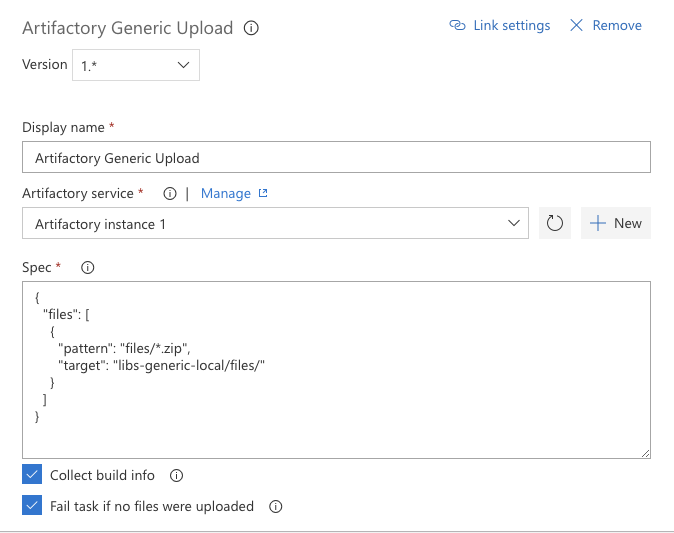 Artifactory Generic Upload
Link settings
Remove
Version 1.*
Display name *
Artifactory Generic Upload
Artifactory service * | Manage
Artifactory instance 1
New
Spec *
{
"files": [
{
"pattern": "files/*.zip",
"target": "libs-generic-local/files/"
}
]
}
Collect build info
Fail task if no files were uploaded